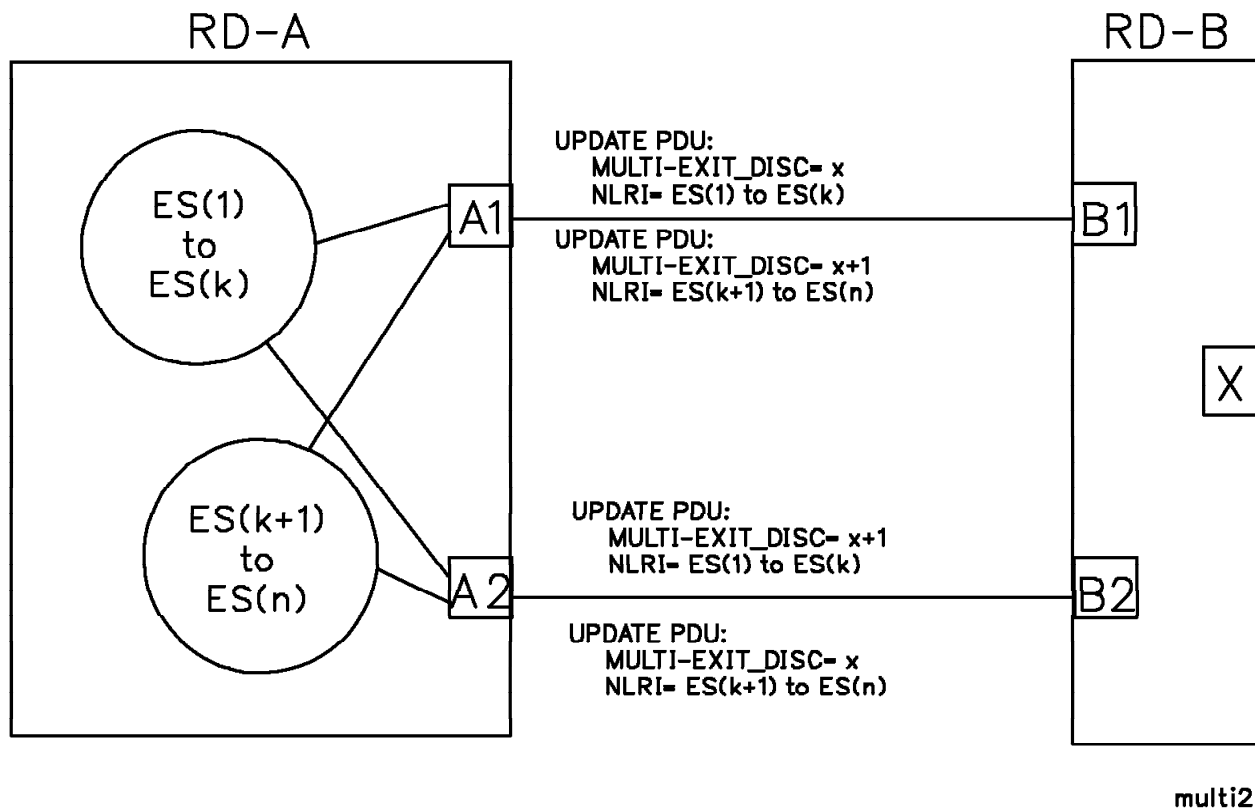 RD-A
RD-B
UPDATE PDU:
MULTI-EXIT_DISC= x
NLRI= ES(1) to ES(k)
ES(1)
to
ES(k)
A1
B1
UPDATE PDU:
MULTI-EXIT_DISC= x+1
NLRI= ES(k+1) to ES(n)
X
ES(k+1)
to
ES(n)
UPDATE PDU:
MULTI-EXIT_DISC= x+1
NLRI= ES(1) to ES(k)
A2
B2
UPDATE PDU:
MULTI-EXIT_DISC= x
NLRI= ES(k+1) to ES(n)
multi2